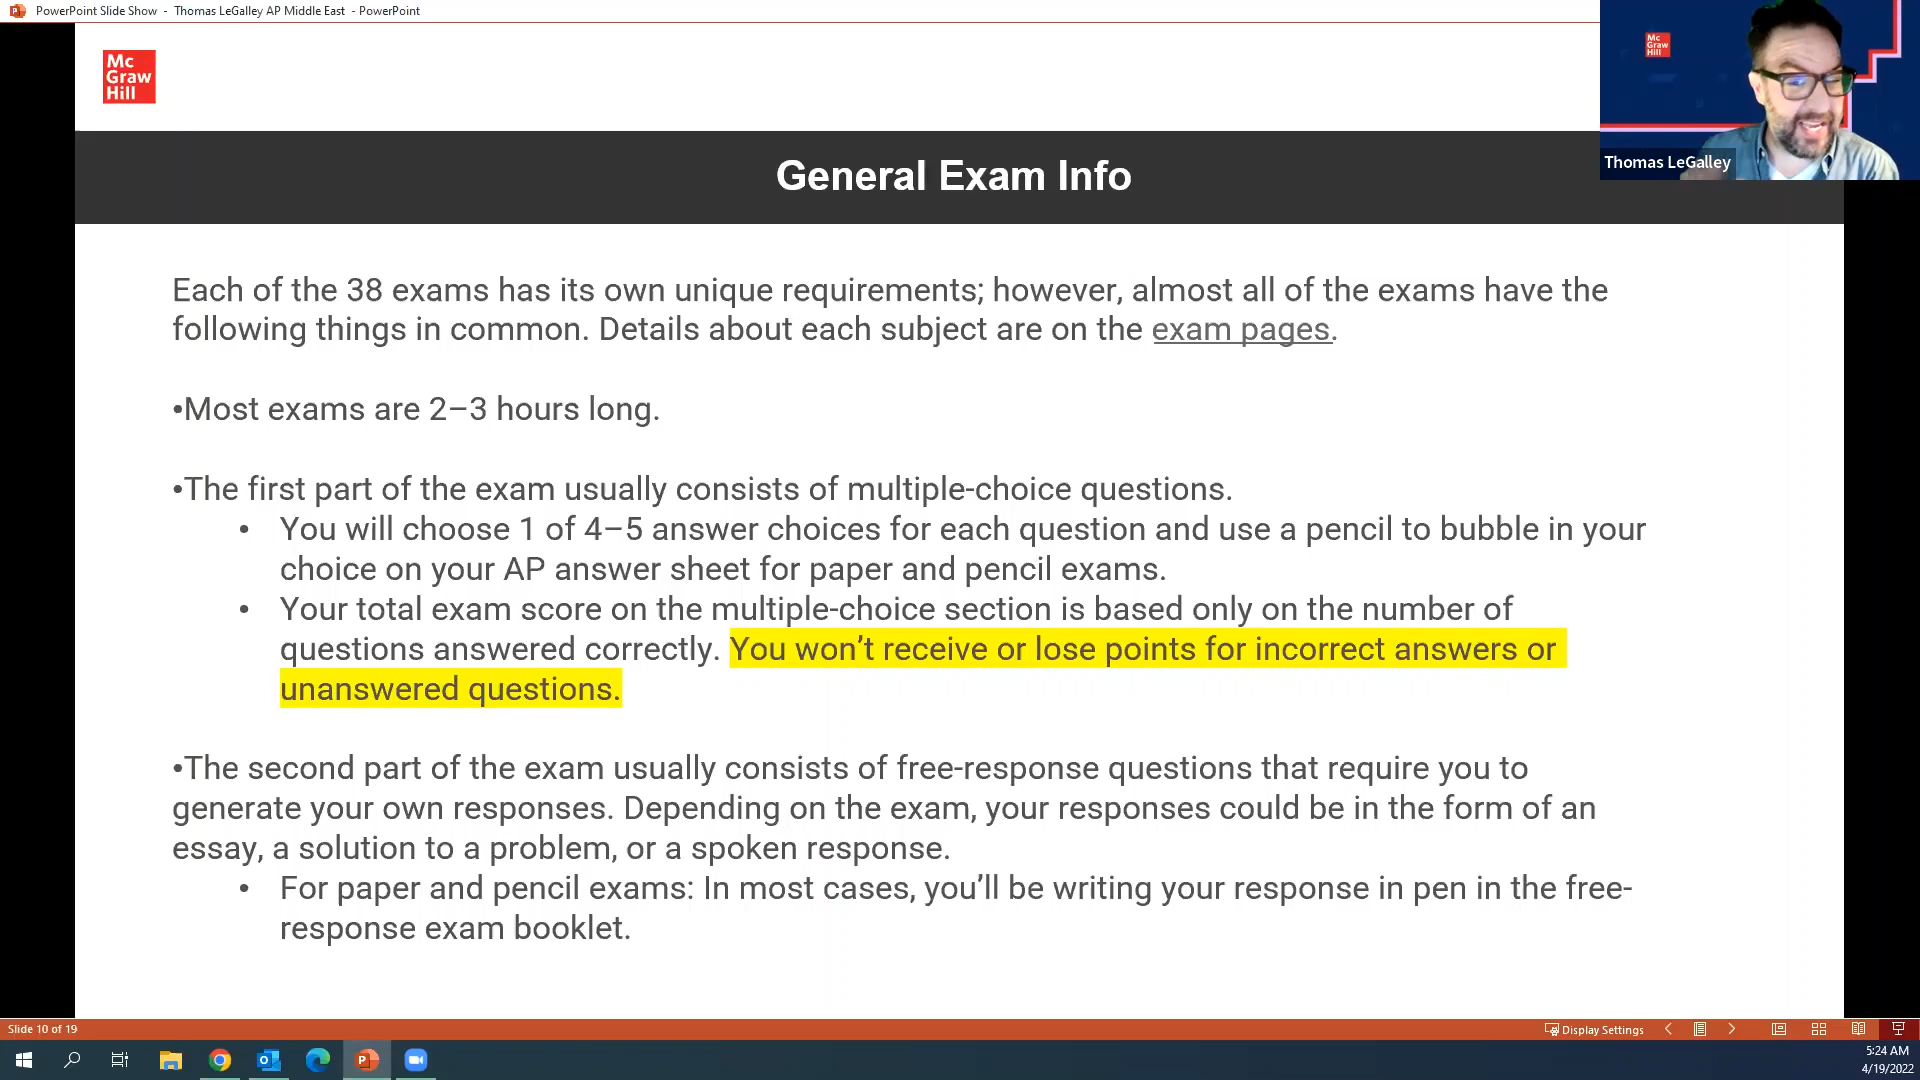 PowerPoint Slide Show - Thomas LeGalley AP Middle East - PowerPoint
Mc
Graw
Hill
Mc
Graw
Hill
Thomas LeGalley
General Exam Info
Each of the 38 exams has its own unique requirements; however, almost all of the exams have the
following things in common. Details about each subject are on the exam pages.
•Most exams are 2–3 hours long.
•The first part of the exam usually consists of multiple-choice questions.
• You will choose 1 of 4–5 answer choices for each question and use a pencil to bubble in your
choice on your AP answer sheet for paper and pencil exams.
• Your total exam score on the multiple-choice section is based only on the number of
questions answered correctly. You won’t receive or lose points for incorrect answers or
unanswered questions.
•The second part of the exam usually consists of free-response questions that require you to
generate your own responses. Depending on the exam, your responses could be in the form of an
essay, a solution to a problem, or a spoken response.
• For paper and pencil exams: In most cases, you’ll be writing your response in pen in the free-
response exam booklet.
Slide 10 of 19
Display Settings
5:24 AM
4/19/2022